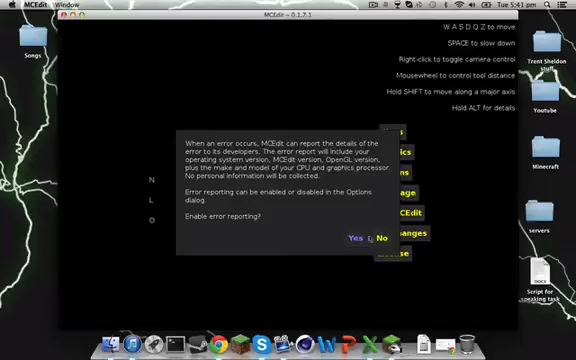 MCEdit Window
Tue 5:41 pm
MCEdit ~ 0.1.7.1
W A S D Q Z to move
SPACE to slow down
Right-click to toggle camera control
Mousewheel to control tool distance
Hold SHIFT to move along a major axis
Hold ALT for details
Songs
Trent Sheldon
stuff
Youtube
Minecraft
servers
Script for
speaking task
When an error occurs, MCEdit can report the details of the
error to its developers. The error report will include your
operating system version, MCEdit version, OpenGL version,
plus the make and model of your CPU and graphics processor.
No personal information will be collected.
Error reporting can be enabled or disabled in the Options
dialog.
Enable error reporting?
Yes No
N
L
O